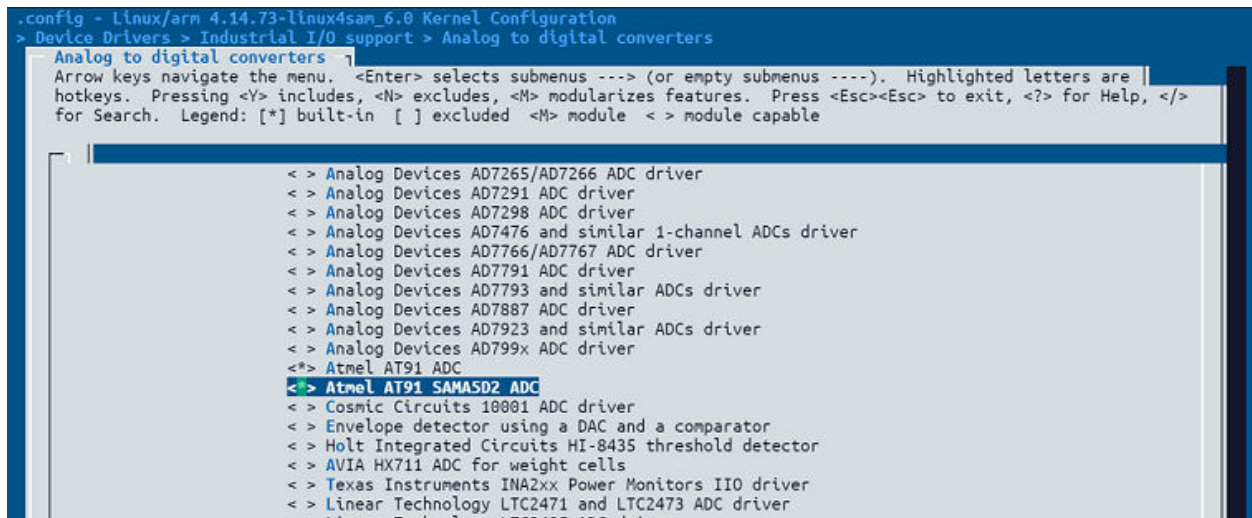 .config - Linux/arm 4.14.73-linux4sam_6.0 Kernel Configuration
> Device Drivers > Industrial I/O support > Analog to digital converters
Analog to digital converters
Arrow keys navigate the menu.  <Enter> selects submenus ---> (or empty submenus ----).  Highlighted letters are
hotkeys.  Pressing <Y> includes, <N> excludes, <M> modularizes features.  Press <Esc><Esc> to exit, <?> for Help, </>
for Search.  Legend: [*] built-in  [ ] excluded  <M> module  < > module capable
< > Analog Devices AD7265/AD7266 ADC driver
< > Analog Devices AD7291 ADC driver
< > Analog Devices AD7298 ADC driver
< > Analog Devices AD7476 and similar 1-channel ADCs driver
< > Analog Devices AD7766/AD7767 ADC driver
< > Analog Devices AD7791 ADC driver
< > Analog Devices AD7793 and similar ADCs driver
< > Analog Devices AD7887 ADC driver
< > Analog Devices AD7923 and similar ADCs driver
< > Analog Devices AD799x ADC driver
<*> Atmel AT91 ADC
<*> Atmel AT91 SAMA5D2 ADC
< > Cosmic Circuits 10001 ADC driver
< > Envelope detector using a DAC and a comparator
< > Holt Integrated Circuits HI-8435 threshold detector
< > AVIA HX711 ADC for weight cells
< > Texas Instruments INA2xx Power Monitors IIO driver
< > Linear Technology LTC2471 and LTC2473 ADC driver